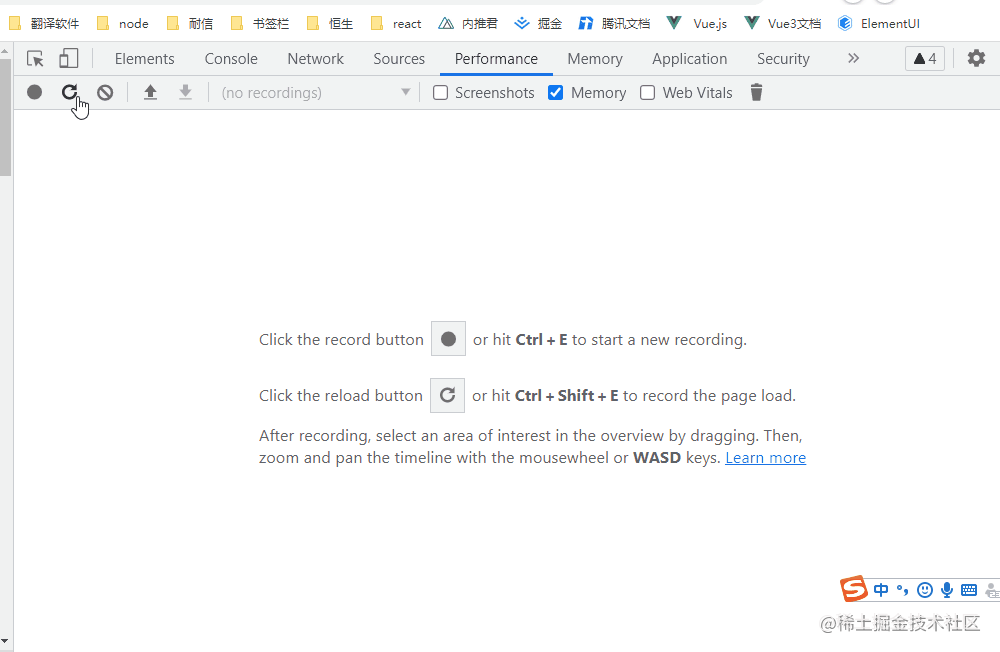 翻译软件 node 耐信 书签栏 恒生 react 内推君 掘金 腾讯文档 Vue.js Vue3文档 ElementUI
Elements Console Network Sources Performance Memory Application Security » ▲4
(no recordings) Screenshots Memory Web Vitals
Click the record button or hit Ctrl + E to start a new recording.
Click the reload button or hit Ctrl + Shift + E to record the page load.
After recording, select an area of interest in the overview by dragging. Then,
zoom and pan the timeline with the mousewheel or WASD keys. Learn more
S 中
@稀土掘金技术社区